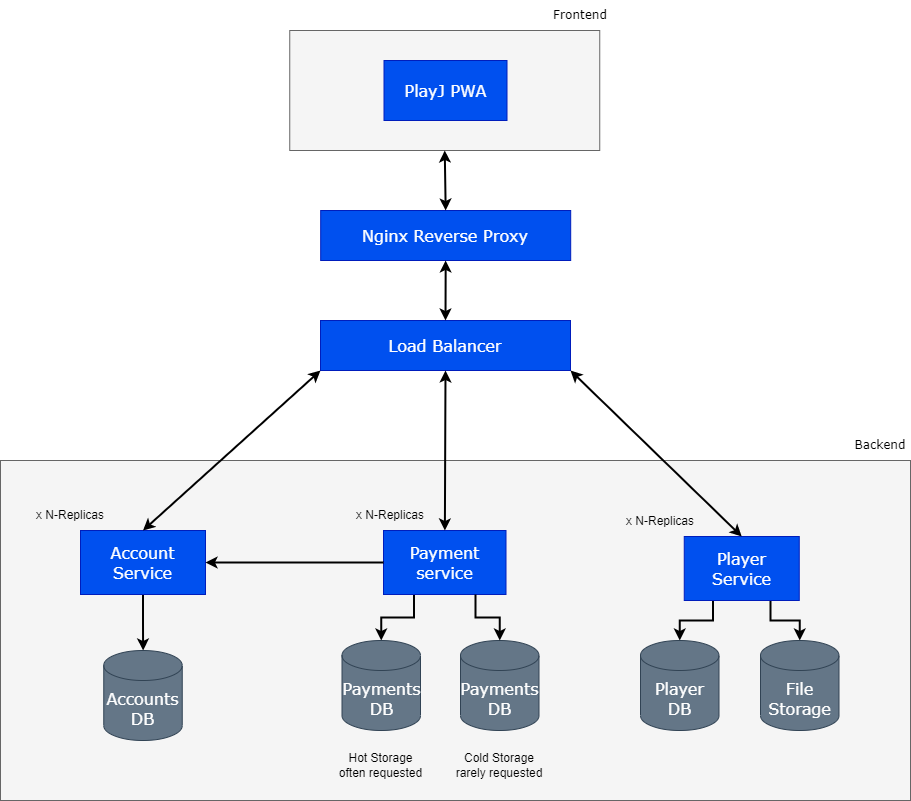 Frontend
PlayJ PWA
Nginx Reverse Proxy
Load Balancer
Backend
x N-Replicas
x N-Replicas
x N-Replicas
Account
Service
Payment
service
Player
Service
Accounts
DB
Payments
DB
Payments
DB
Player
DB
File
Storage
Hot Storage
often requested
Cold Storage
rarely requested